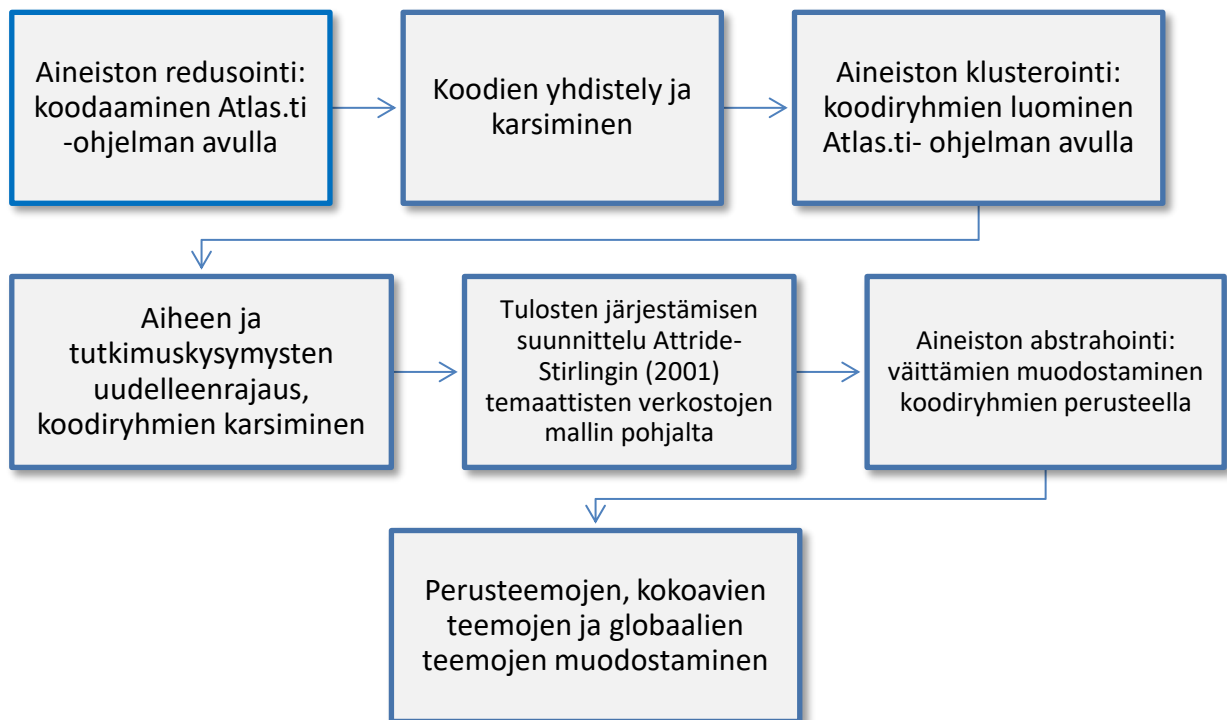 Aineiston redusointi:
koodaaminen Atlas.ti
-ohjelman avulla
Koodien yhdistely ja
karsiminen
Aineiston klusterointi:
koodiryhmien luominen
Atlas.ti- ohjelman avulla
Aiheen ja
tutkimuskysymysten
uudelleenrajaus,
koodiryhmien karsiminen
Tulosten järjestämisen
suunnittelu Attride-
Stirlingin (2001)
temaattisten verkostojen
mallin pohjalta
Aineiston abstrahointi:
väittämien muodostaminen
koodiryhmien perusteella
Perusteemojen, kokoavien
teemojen ja globaalien
teemojen muodostaminen